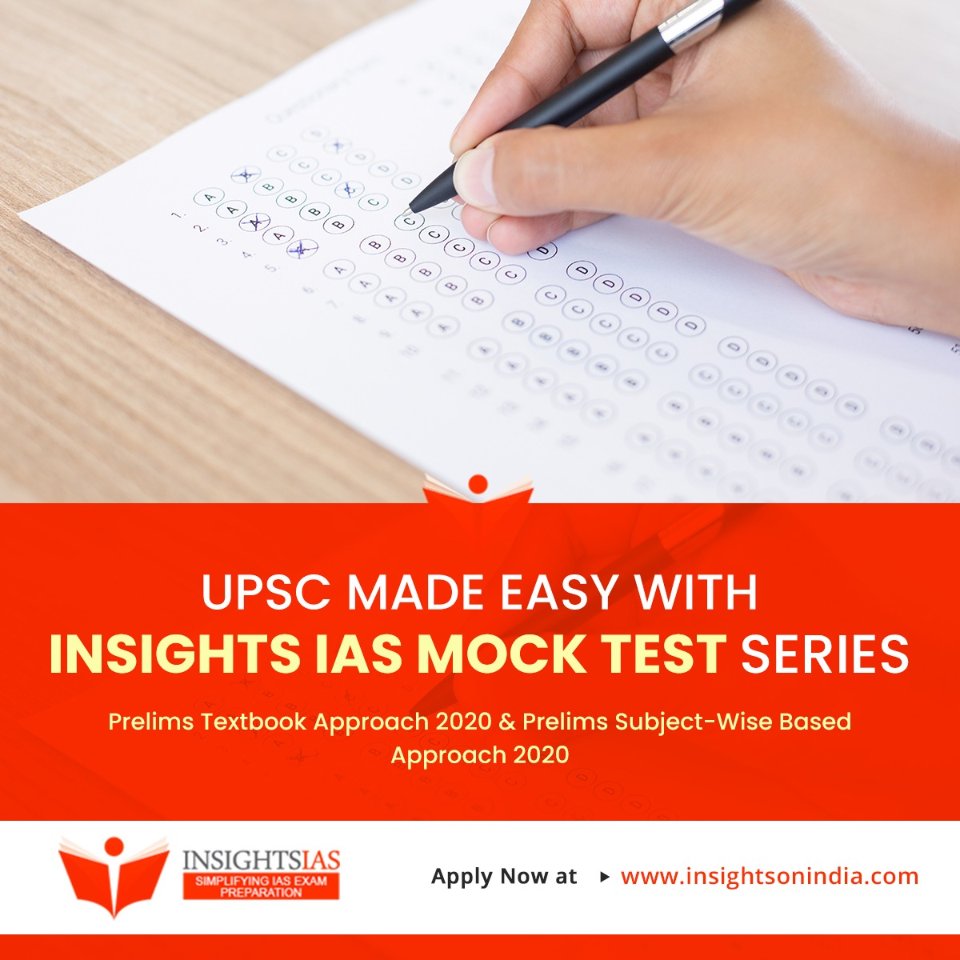 UPSC MADE EASY WITH
INSIGHTS IAS MOCK TEST SERIES
Prelims Textbook Approach 2020 & Prelims Subject-Wise Based
Approach 2020
INSIGHTSIAS
SIMPLIFYING IAS EXAM
PREPARATION
Apply Now at ▸ www.insightsonindia.com